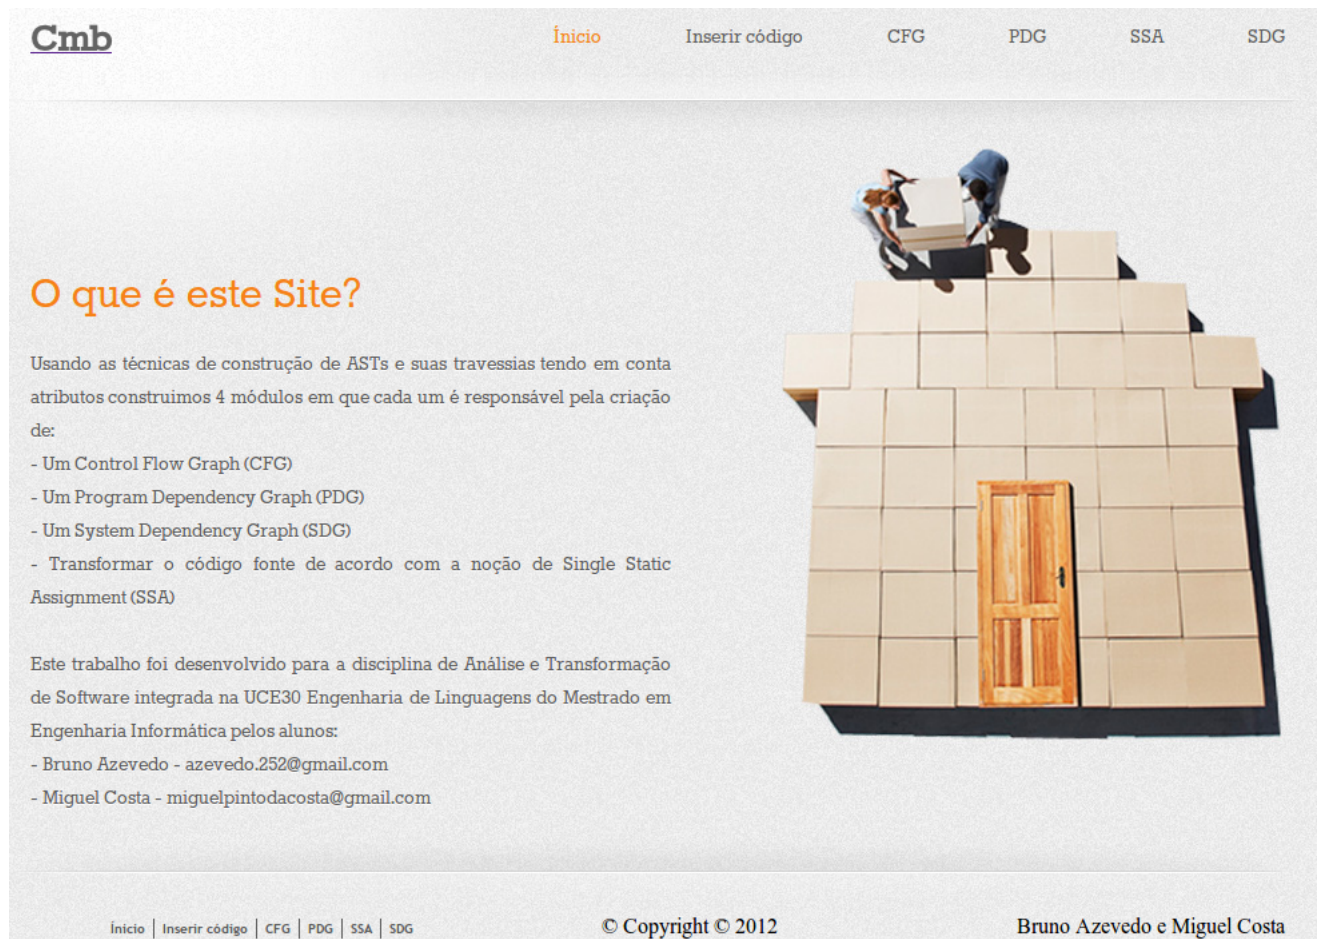 Cmb
Ínicio Inserir código CFG PDG SSA SDG
O que é este Site?
Usando as técnicas de construção de ASTs e suas travessias tendo em conta
atributos construimos 4 módulos em que cada um é responsável pela criação
de:
- Um Control Flow Graph (CFG)
- Um Program Dependency Graph (PDG)
- Um System Dependency Graph (SDG)
- Transformar o código fonte de acordo com a noção de Single Static
Assignment (SSA)
Este trabalho foi desenvolvido para a disciplina de Análise e Transformação
de Software integrada na UCE30 Engenharia de Linguagens do Mestrado em
Engenharia Informática pelos alunos:
- Bruno Azevedo - azevedo.252@gmail.com
- Miguel Costa - miguelpintodacosta@gmail.com
Ínicio | Inserir código | CFG | PDG | SSA | SDG
© Copyright © 2012
Bruno Azevedo e Miguel Costa